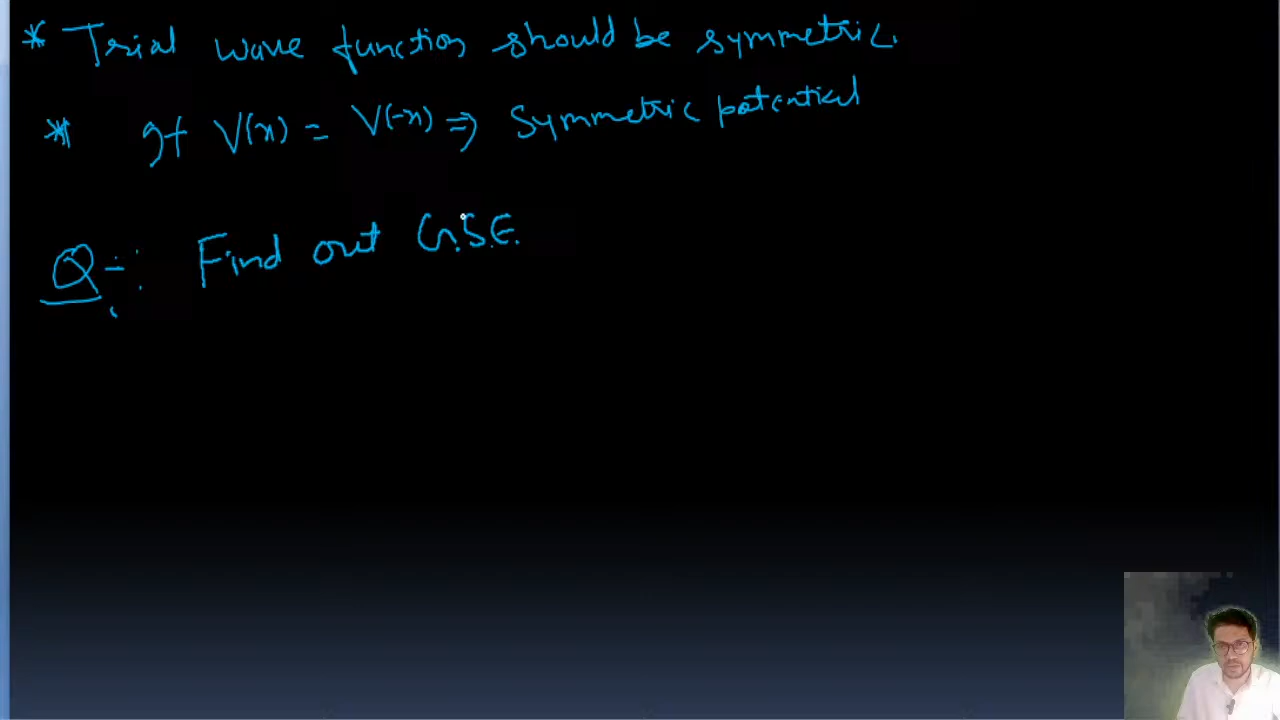 * Trial wave function should be symmetric.
* If V(x) = V(-x) ⇒ Symmetric potential
Q-: Find out G.S.E.